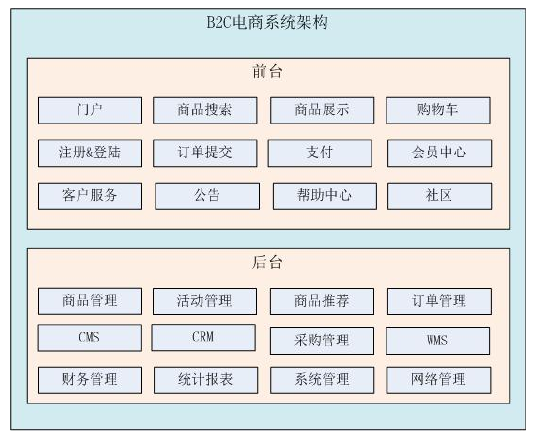 B2C电商系统架构
前台
门户 商品搜索 商品展示 购物车
注册&登陆 订单提交 支付 会员中心
客户服务 公告 帮助中心 社区
后台
商品管理 活动管理 商品推荐 订单管理
CMS CRM 采购管理 WMS
财务管理 统计报表 系统管理 网络管理